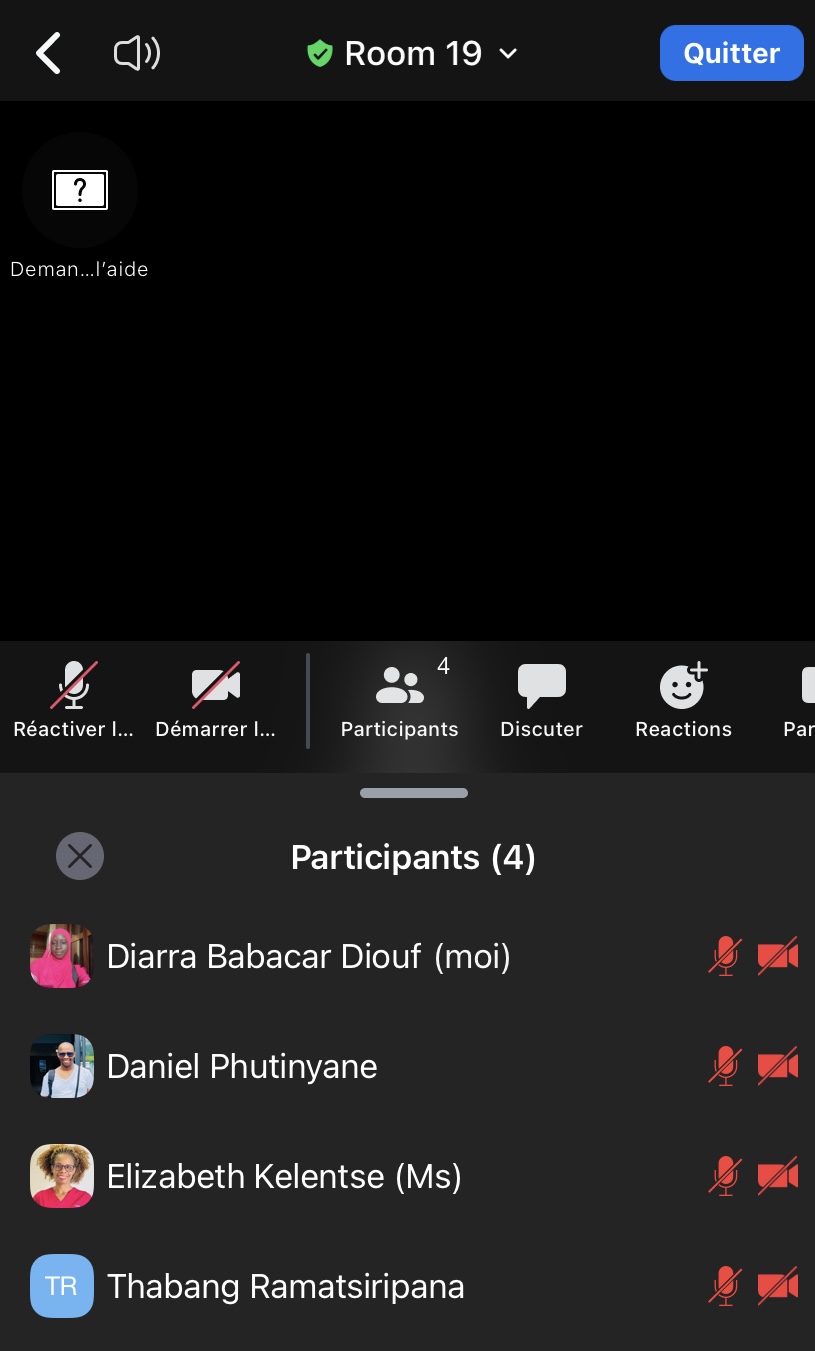 Room 19
Quitter
?
Deman...l'aide
4
Réactiver l...
Démarrer l...
Participants
Discuter
Reactions
Par
Participants (4)
Diarra Babacar Diouf (moi)
Daniel Phutinyane
Elizabeth Kelentse (Ms)
TR
Thabang Ramatsiripana